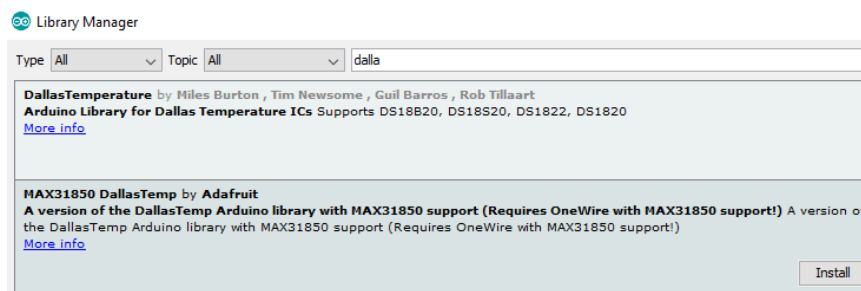 Library Manager
Type All Topic All dalla
DallasTemperature by Miles Burton , Tim Newsome , Guil Barros , Rob Tillaart
Arduino Library for Dallas Temperature ICs Supports DS18B20, DS18S20, DS1822, DS1820
More info
MAX31850 DallasTemp by Adafruit
A version of the DallasTemp Arduino library with MAX31850 support (Requires OneWire with MAX31850 support!) A version o
the DallasTemp Arduino library with MAX31850 support (Requires OneWire with MAX31850 support!)
More info
Install